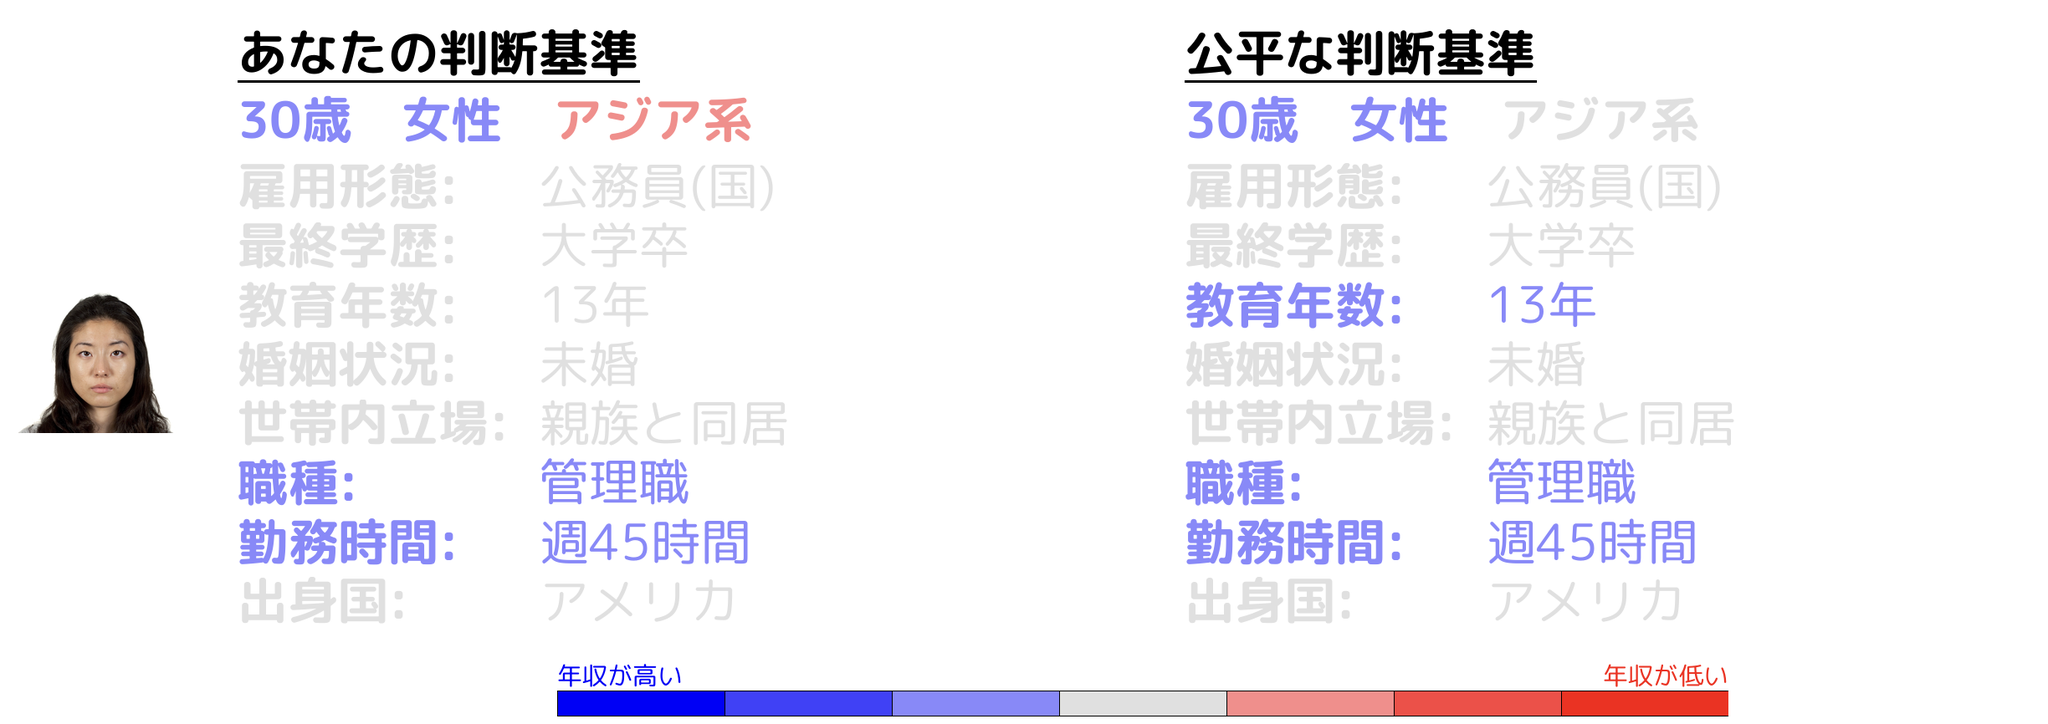 あなたの判断基準
30歳 女性 アジア系
雇用形態: 公務員(国)
最終学歴: 大学卒
教育年数: 13年
婚姻状況: 未婚
世帯内立場: 親族と同居
職種: 管理職
勤務時間: 週45時間
出身国: アメリカ
公平な判断基準
30歳 女性 アジア系
雇用形態: 公務員(国)
最終学歴: 大学卒
教育年数: 13年
婚姻状況: 未婚
世帯内立場: 親族と同居
職種: 管理職
勤務時間: 週45時間
出身国: アメリカ
年収が高い
年収が低い